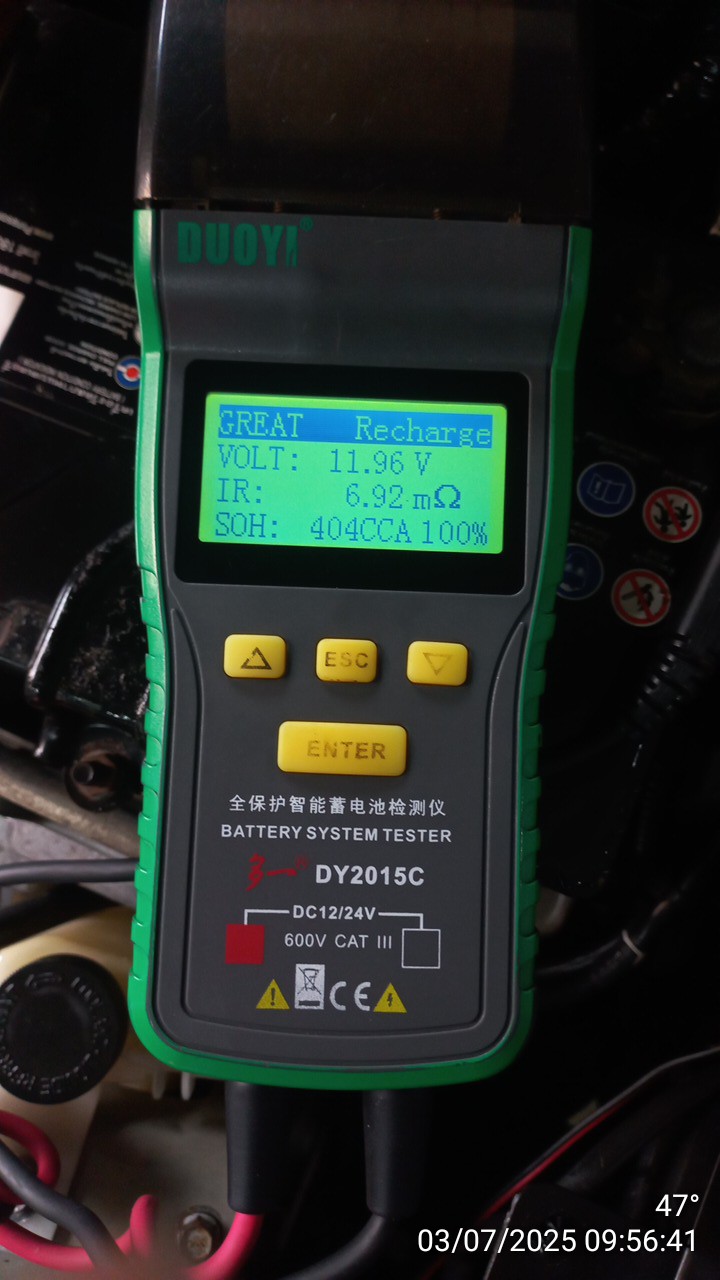 DUOYI®
GREAT Recharge
VOLT: 11.96 V
IR: 6.92 mΩ
SOH: 404CCA 100%
ESC
ENTER
全保护智能蓄电池检测仪
BATTERY SYSTEM TESTER
多一 DY2015C
DC12/24V
600V CAT III
CE
47°
03/07/2025 09:56:41